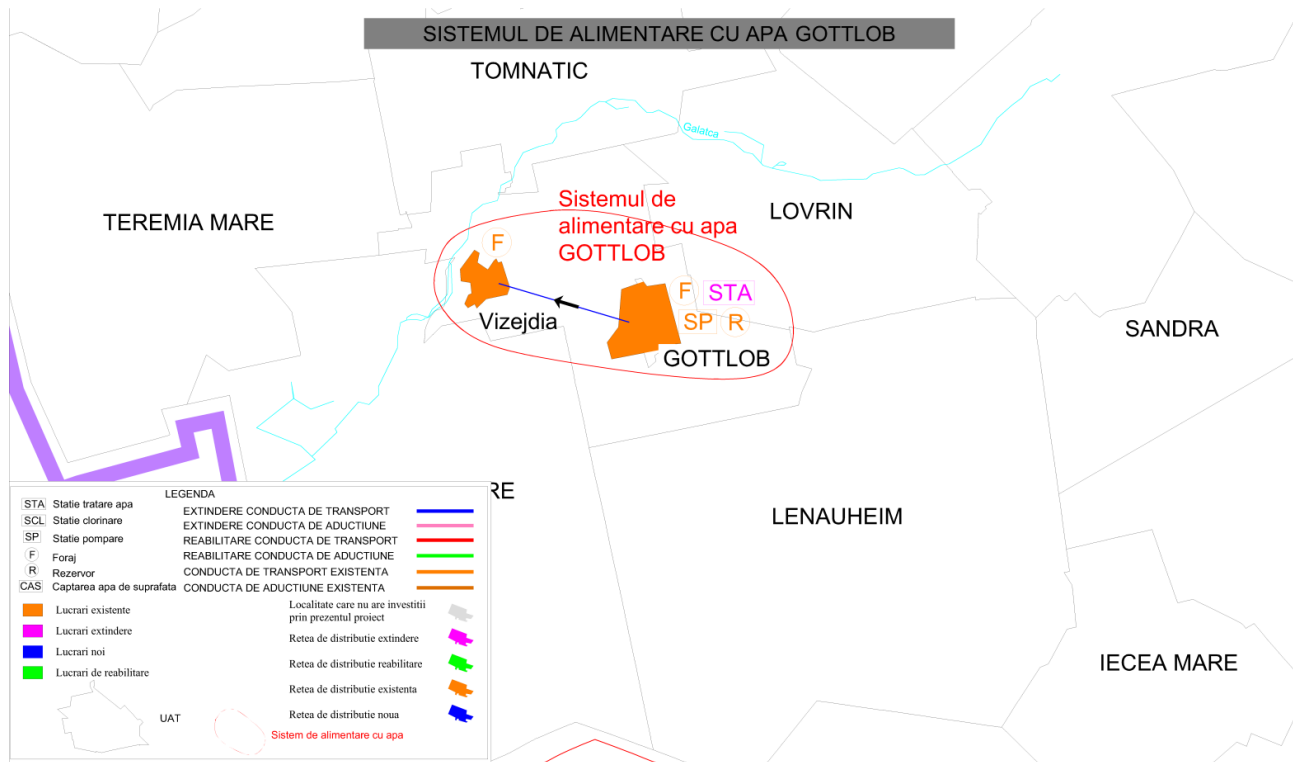 SISTEMUL DE ALIMENTARE CU APA GOTTLOB
TOMNATIC
Galatca
TEREMIA MARE
Sistemul de
alimentare cu apa
GOTTLOB
LOVRIN
F
F
STA
Vizejdia
SP
R
GOTTLOB
SANDRA
RE
LENAUHEIM
IECEA MARE
LEGENDA
STA Statie tratare apa
SCL Statie clorinare
SP Statie pompare
F Foraj
R Rezervor
CAS Captarea apa de suprafata
EXTINDERE CONDUCTA DE TRANSPORT
EXTINDERE CONDUCTA DE ADUCTIUNE
REABILITARE CONDUCTA DE TRANSPORT
REABILITARE CONDUCTA DE ADUCTIUNE
CONDUCTA DE TRANSPORT EXISTENTA
CONDUCTA DE ADUCTIUNE EXISTENTA
Lucrari existente
Lucrari extindere
Lucrari noi
Lucrari de reabilitare
Localitate care nu are investitii
prin prezentul proiect
Retea de distributie extindere
Retea de distributie reabilitare
Retea de distributie existenta
Retea de distributie noua
UAT
Sistem de alimentare cu apa